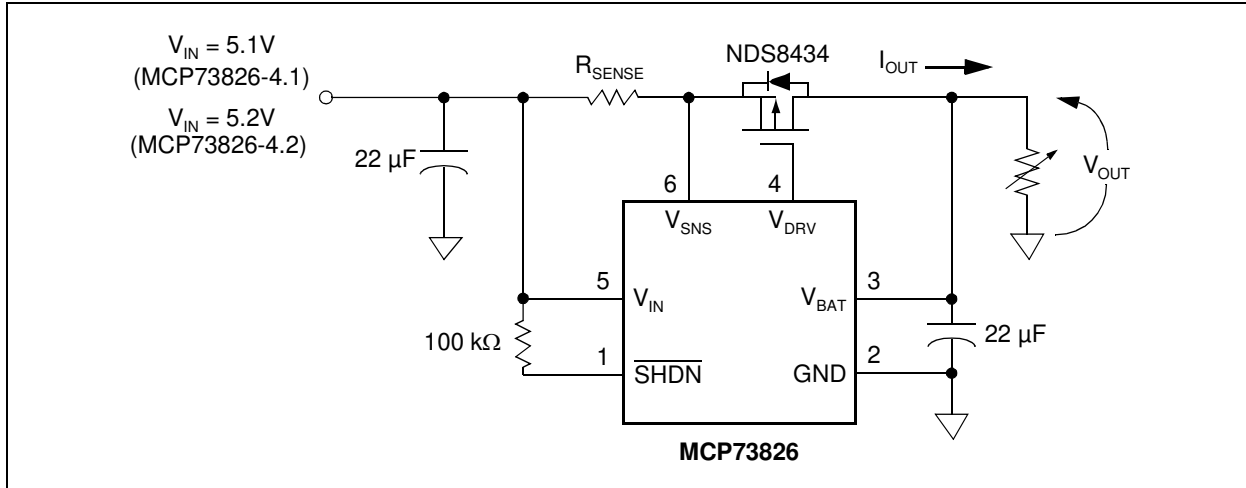 V_IN = 5.1V
(MCP73826-4.1)
V_IN = 5.2V
(MCP73826-4.2)
R_SENSE
NDS8434
I_OUT
22 µF
V_OUT
6
4
V_SNS
V_DRV
5
V_IN
3
V_BAT
100 kΩ
1
SHDN
2
GND
22 µF
MCP73826